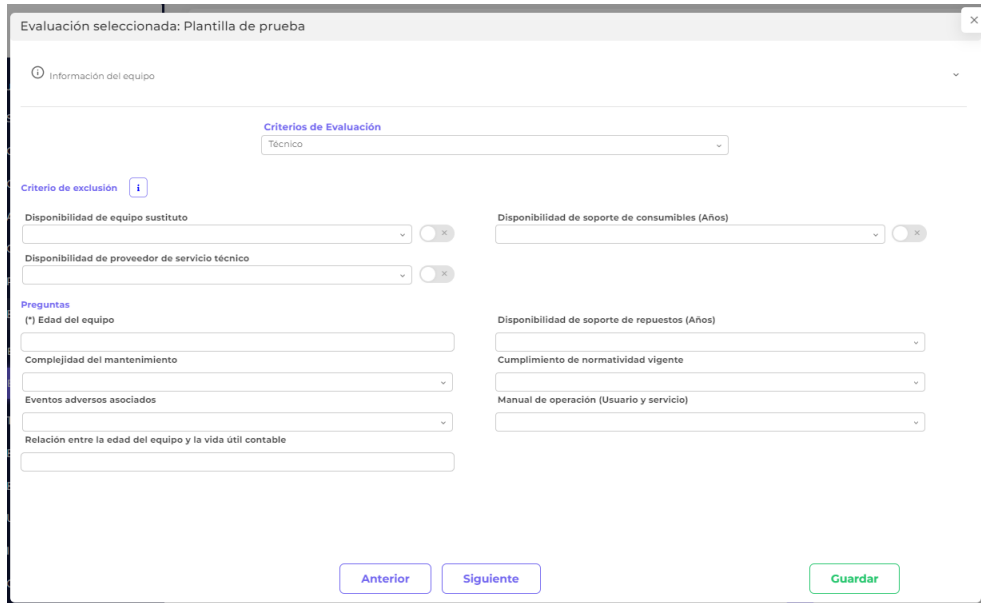 Evaluación seleccionada: Plantilla de prueba
Información del equipo
Criterios de Evaluación
Técnico
Criterio de exclusión i
Disponibilidad de equipo sustituto
Disponibilidad de soporte de consumibles (Años)
Disponibilidad de proveedor de servicio técnico
Preguntas
(*) Edad del equipo
Disponibilidad de soporte de repuestos (Años)
Complejidad del mantenimiento
Cumplimiento de normatividad vigente
Eventos adversos asociados
Manual de operación (Usuario y servicio)
Relación entre la edad del equipo y la vida útil contable
Anterior
Siguiente
Guardar